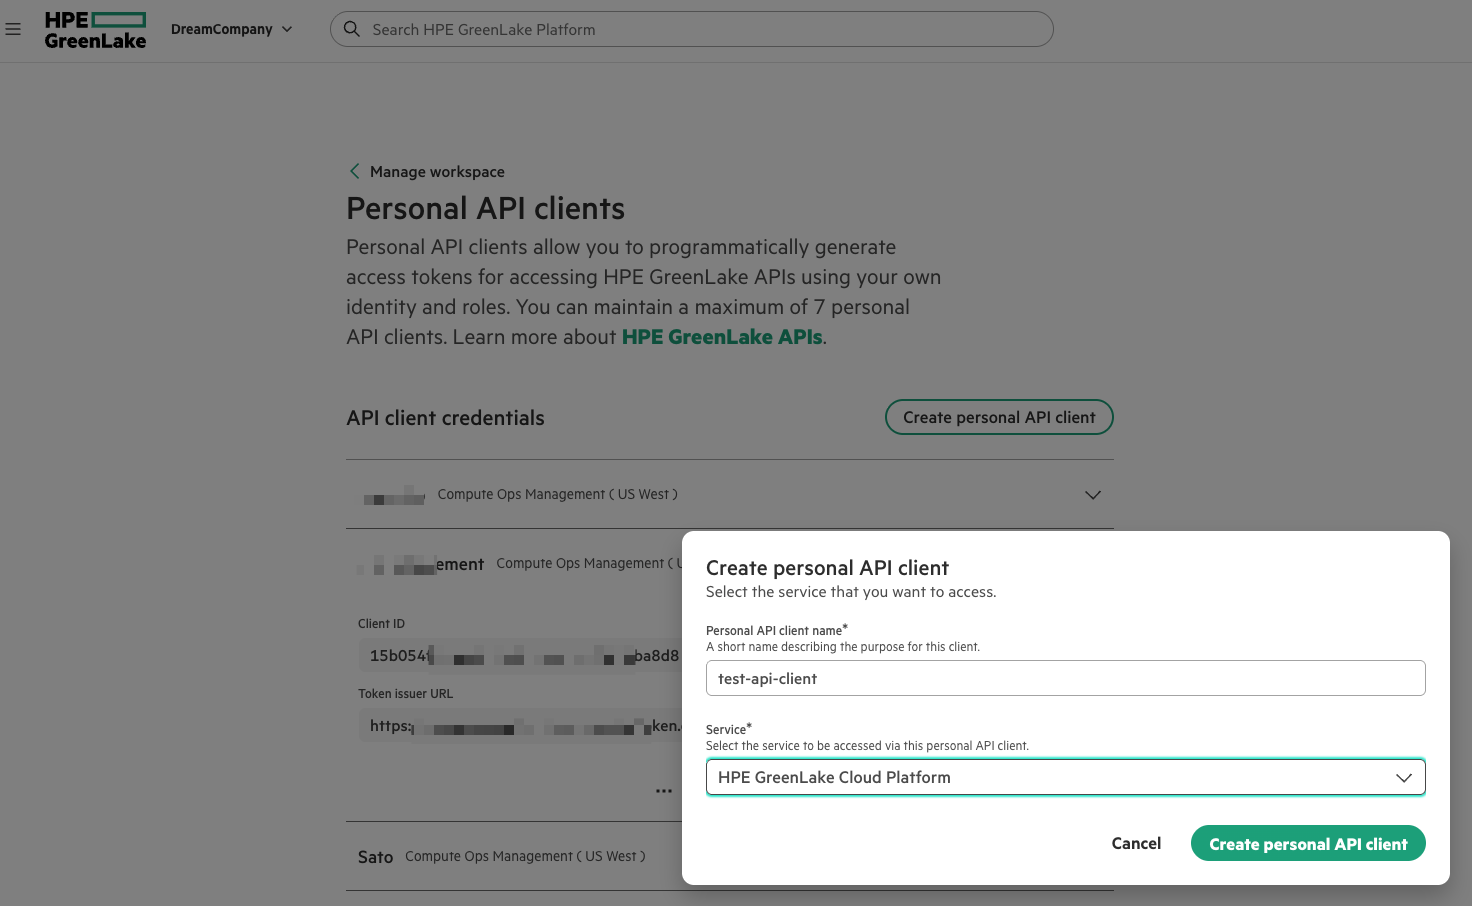 HPE
GreenLake
DreamCompany
Search HPE GreenLake Platform
Manage workspace
Personal API clients
Personal API clients allow you to programmatically generate
access tokens for accessing HPE GreenLake APIs using your own
identity and roles. You can maintain a maximum of 7 personal
API clients. Learn more about HPE GreenLake APIs.
API client credentials
Create personal API client
Compute Ops Management ( US West )
ement Compute Ops Management (
Client ID
15b054 ba8d8
Token issuer URL
https: ken.
Sato Compute Ops Management ( US West )
Create personal API client
Select the service that you want to access.
Personal API client name*
A short name describing the purpose for this client.
test-api-client
Service*
Select the service to be accessed via this personal API client.
HPE GreenLake Cloud Platform
Cancel
Create personal API client